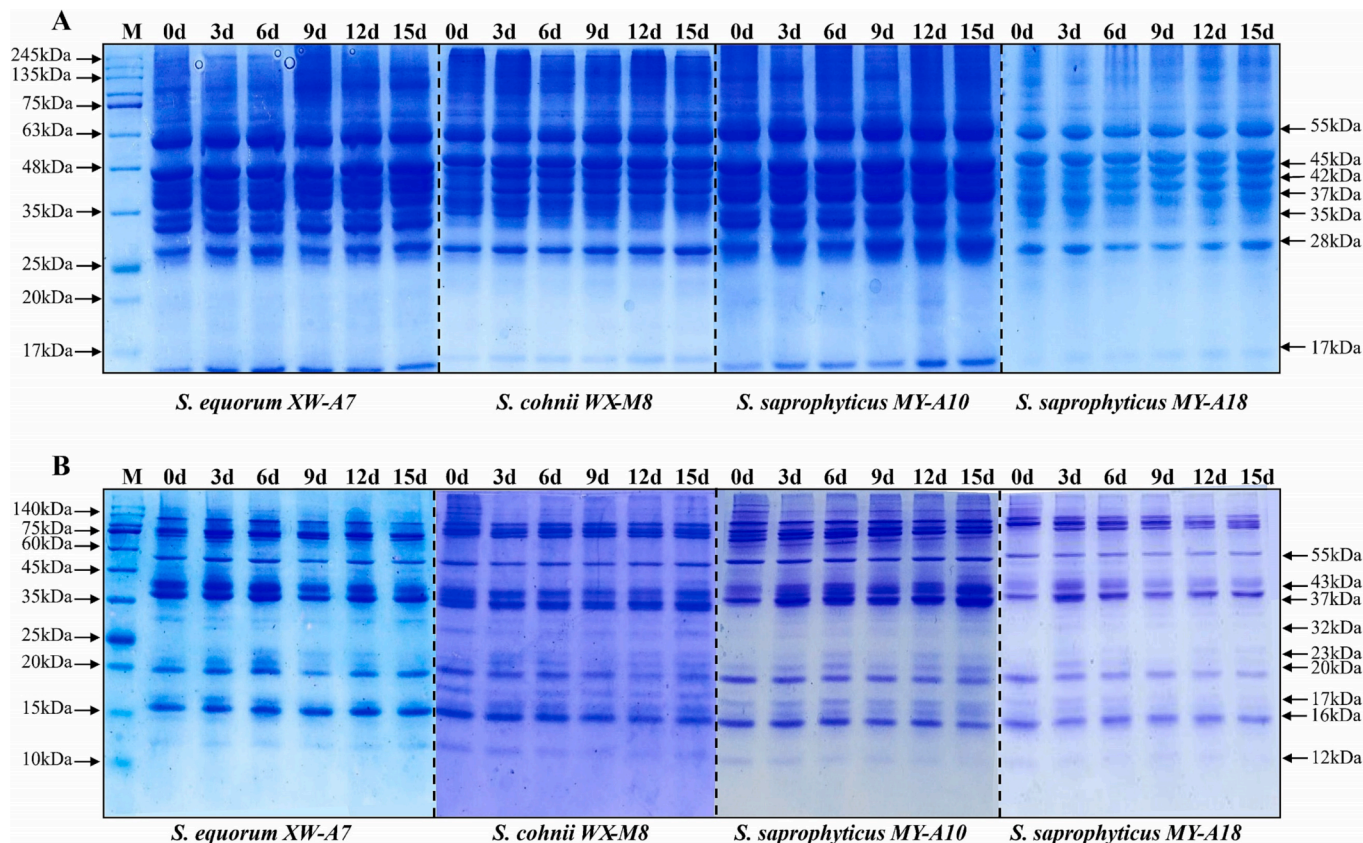 A
M 0d 3d 6d 9d 12d 15d 0d 3d 6d 9d 12d 15d 0d 3d 6d 9d 12d 15d 0d 3d 6d 9d 12d 15d
245kDa
135kDa
75kDa
63kDa
55kDa
48kDa
45kDa
42kDa
37kDa
35kDa
35kDa
28kDa
25kDa
20kDa
17kDa
17kDa
S. equorum XW-A7 S. cohnii WX-M8 S. saprophyticus MY-A10 S. saprophyticus MY-A18
B
M 0d 3d 6d 9d 12d 15d 0d 3d 6d 9d 12d 15d 0d 3d 6d 9d 12d 15d 0d 3d 6d 9d 12d 15d
140kDa
75kDa
60kDa
55kDa
45kDa
43kDa
35kDa
37kDa
32kDa
25kDa
23kDa
20kDa
20kDa
17kDa
15kDa
16kDa
12kDa
10kDa
S. equorum XW-A7 S. cohnii WX-M8 S. saprophyticus MY-A10 S. saprophyticus MY-A18